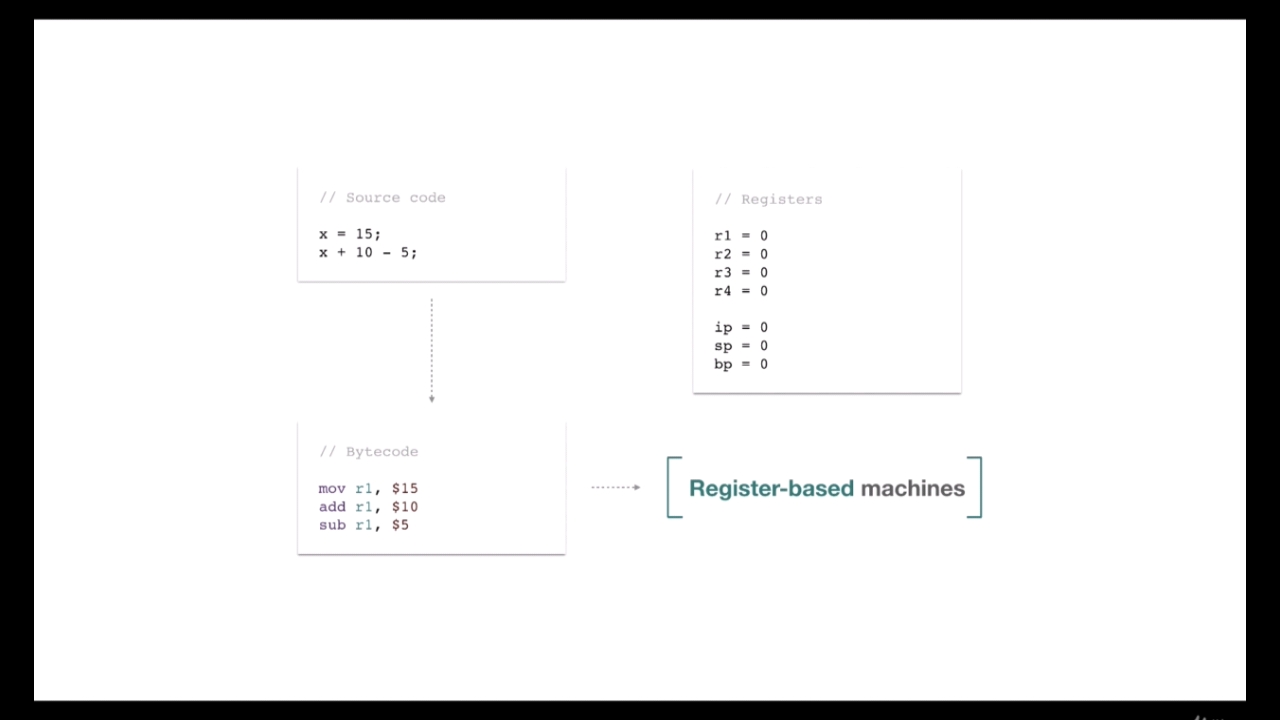 // Source code
x = 15;
x + 10 - 5;
// Registers
r1 = 0
r2 = 0
r3 = 0
r4 = 0
ip = 0
sp = 0
bp = 0
// Bytecode
mov r1, $15
add r1, $10
sub r1, $5
Register-based machines